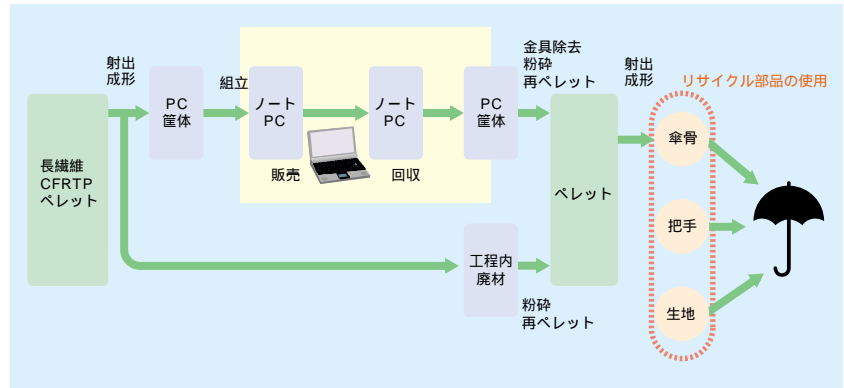 射出
成形
PC
筐体
組立
ノート
PC
販売
ノート
PC
回収
PC
筐体
金具除去
粉砕
再ペレット
射出
成形
リサイクル部品の使用
長繊維
CFRTP
ペレット
工程内
廃材
粉砕
再ペレット
ペレット
傘骨
把手
生地